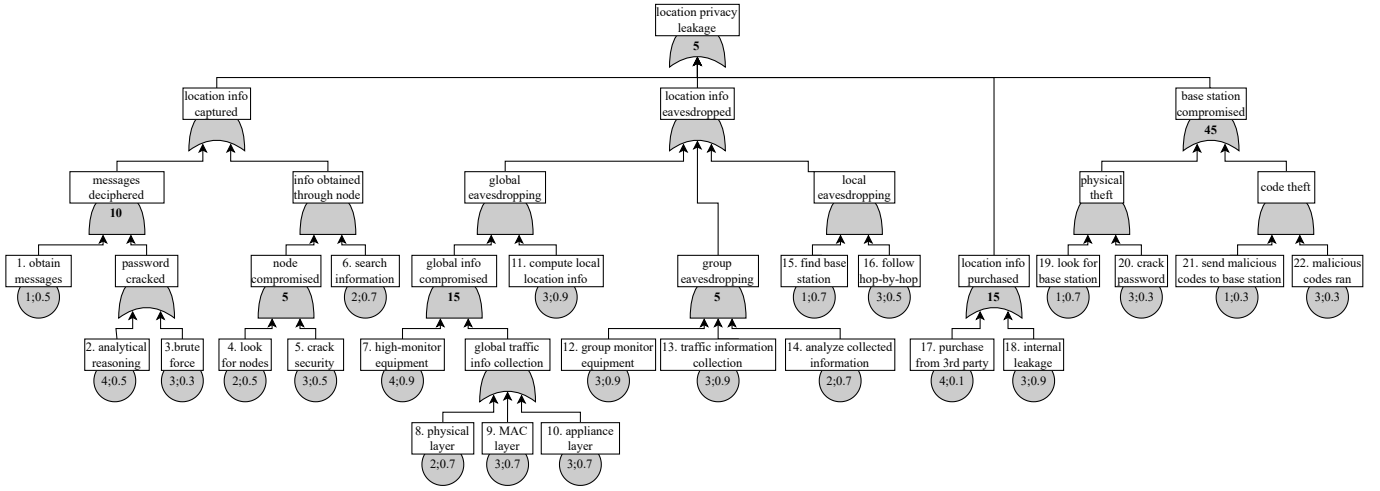 location privacy
leakage
5
location info
captured
location info
eavesdropped
base station
compromised
45
messages
deciphered
10
info obtained
through node
global
eavesdropping
local
eavesdropping
physical
theft
code theft
1. obtain
messages
1;0.5
password
cracked
node
compromised
5
6. search
information
2;0.7
global info
compromised
15
11. compute local
location info
3;0.9
group
eavesdropping
5
15. find base
station
1;0.7
16. follow
hop-by-hop
3;0.5
location info
purchased
15
19. look for
base station
1;0.7
20. crack
password
3;0.3
21. send malicious
codes to base station
1;0.3
22. malicious
codes ran
3;0.3
2. analytical
reasoning
4;0.5
3.brute
force
3;0.3
4. look
for nodes
2;0.5
5. crack
security
3;0.5
7. high-monitor
equipment
4;0.9
global traffic
info collection
12. group monitor
equipment
3;0.9
13. traffic information
collection
3;0.9
14. analyze collected
information
2;0.7
17. purchase
from 3rd party
4;0.1
18. internal
leakage
3;0.9
8. physical
layer
2;0.7
9. MAC
layer
3;0.7
10. appliance
layer
3;0.7